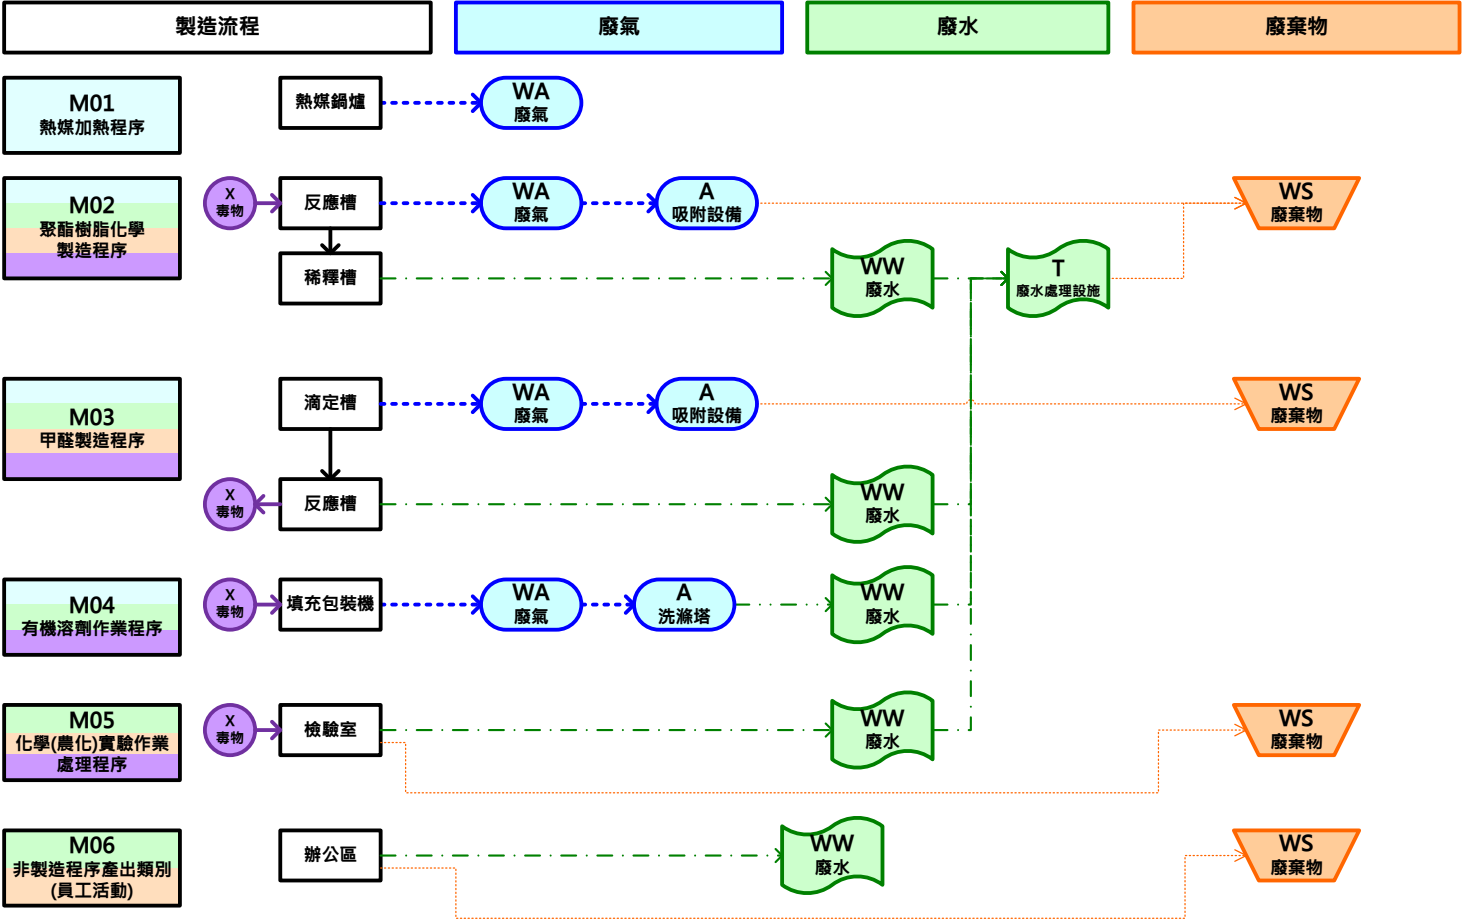 製造流程
廢氣
廢水
廢棄物
M01
熱媒加熱程序
熱媒鍋爐
WA
廢氣
M02
聚酯樹脂化學
製造程序
X
毒物
反應槽
WA
廢氣
A
吸附設備
WS
廢棄物
稀釋槽
WW
廢水
T
廢水處理設施
M03
甲醛製造程序
滴定槽
WA
廢氣
A
吸附設備
WS
廢棄物
X
毒物
反應槽
WW
廢水
M04
有機溶劑作業程序
X
毒物
填充包裝機
WA
廢氣
A
洗滌塔
WW
廢水
M05
化學(農化)實驗作業
處理程序
X
毒物
檢驗室
WW
廢水
WS
廢棄物
M06
非製造程序產出類別
(員工活動)
辦公區
WW
廢水
WS
廢棄物